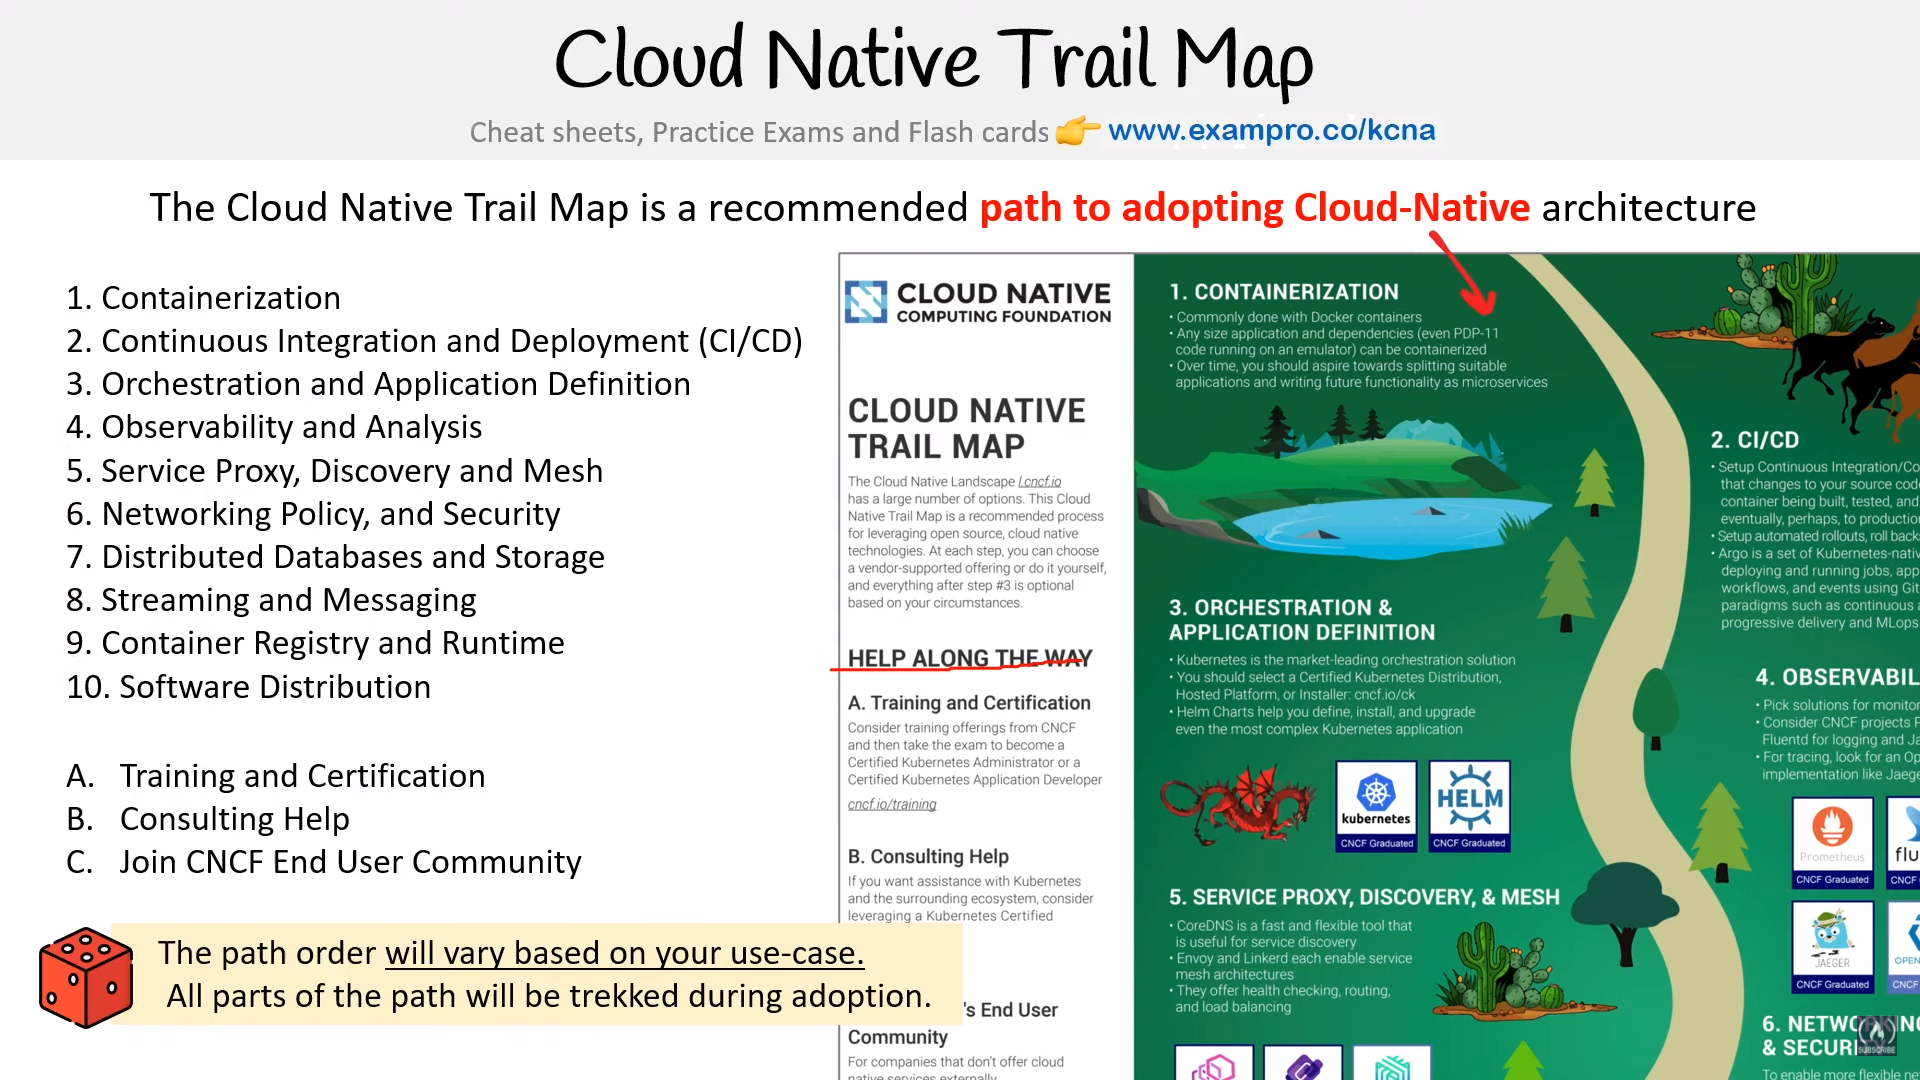 Cloud Native Trail Map
Cheat sheets, Practice Exams and Flash cards 👉 www.exampro.co/kcna
The Cloud Native Trail Map is a recommended path to adopting Cloud-Native architecture
1. Containerization
2. Continuous Integration and Deployment (CI/CD)
3. Orchestration and Application Definition
4. Observability and Analysis
5. Service Proxy, Discovery and Mesh
6. Networking Policy, and Security
7. Distributed Databases and Storage
8. Streaming and Messaging
9. Container Registry and Runtime
10. Software Distribution
A. Training and Certification
B. Consulting Help
C. Join CNCF End User Community
The path order will vary based on your use-case.
All parts of the path will be trekked during adoption.
CLOUD NATIVE
COMPUTING FOUNDATION
CLOUD NATIVE
TRAIL MAP
The Cloud Native Landscape l.cncf.io
has a large number of options. This Cloud
Native Trail Map is a recommended process
for leveraging open source, cloud native
technologies. At each step, you can choose
a vendor-supported offering or do it yourself,
and everything after step #3 is optional
based on your circumstances.
HELP ALONG THE WAY
A. Training and Certification
Consider training offerings from CNCF
and then take the exam to become a
Certified Kubernetes Administrator or a
Certified Kubernetes Application Developer
cncf.io/training
B. Consulting Help
If you want assistance with Kubernetes
and the surrounding ecosystem, consider
leveraging a Kubernetes Certified
's End User
Community
For companies that don't offer cloud
native services externally
1. CONTAINERIZATION
• Commonly done with Docker containers
• Any size application and dependencies (even PDP-11
code running on an emulator) can be containerized
• Over time, you should aspire towards splitting suitable
applications and writing future functionality as microservices
2. CI/CD
• Setup Continuous Integration/Co
that changes to your source cod
container being built, tested, and
eventually, perhaps, to production
• Setup automated rollouts, roll back
• Argo is a set of Kubernetes-nativ
deploying and running jobs, app
workflows, and events using Git
paradigms such as continuous
progressive delivery and MLops
3. ORCHESTRATION &
APPLICATION DEFINITION
• Kubernetes is the market-leading orchestration solution
• You should select a Certified Kubernetes Distribution,
Hosted Platform, or Installer: cncf.io/ck
• Helm Charts help you define, install, and upgrade
even the most complex Kubernetes application
kubernetes
CNCF Graduated
HELM
CNCF Graduated
4. OBSERVABIL
• Pick solutions for monitor
• Consider CNCF projects P
Fluentd for logging and Ja
• For tracing, look for an Op
implementation like Jaege
Prometheus
CNCF Graduated
flu
CNCF
JAEGER
CNCF Graduated
OPEN
CNCF
5. SERVICE PROXY, DISCOVERY, & MESH
• CoreDNS is a fast and flexible tool that
is useful for service discovery
• Envoy and Linkerd each enable service
mesh architectures
• They offer health checking, routing,
and load balancing
6. NETWORKIN
& SECURI
To enable more flexible ne
SUBSCRIBE